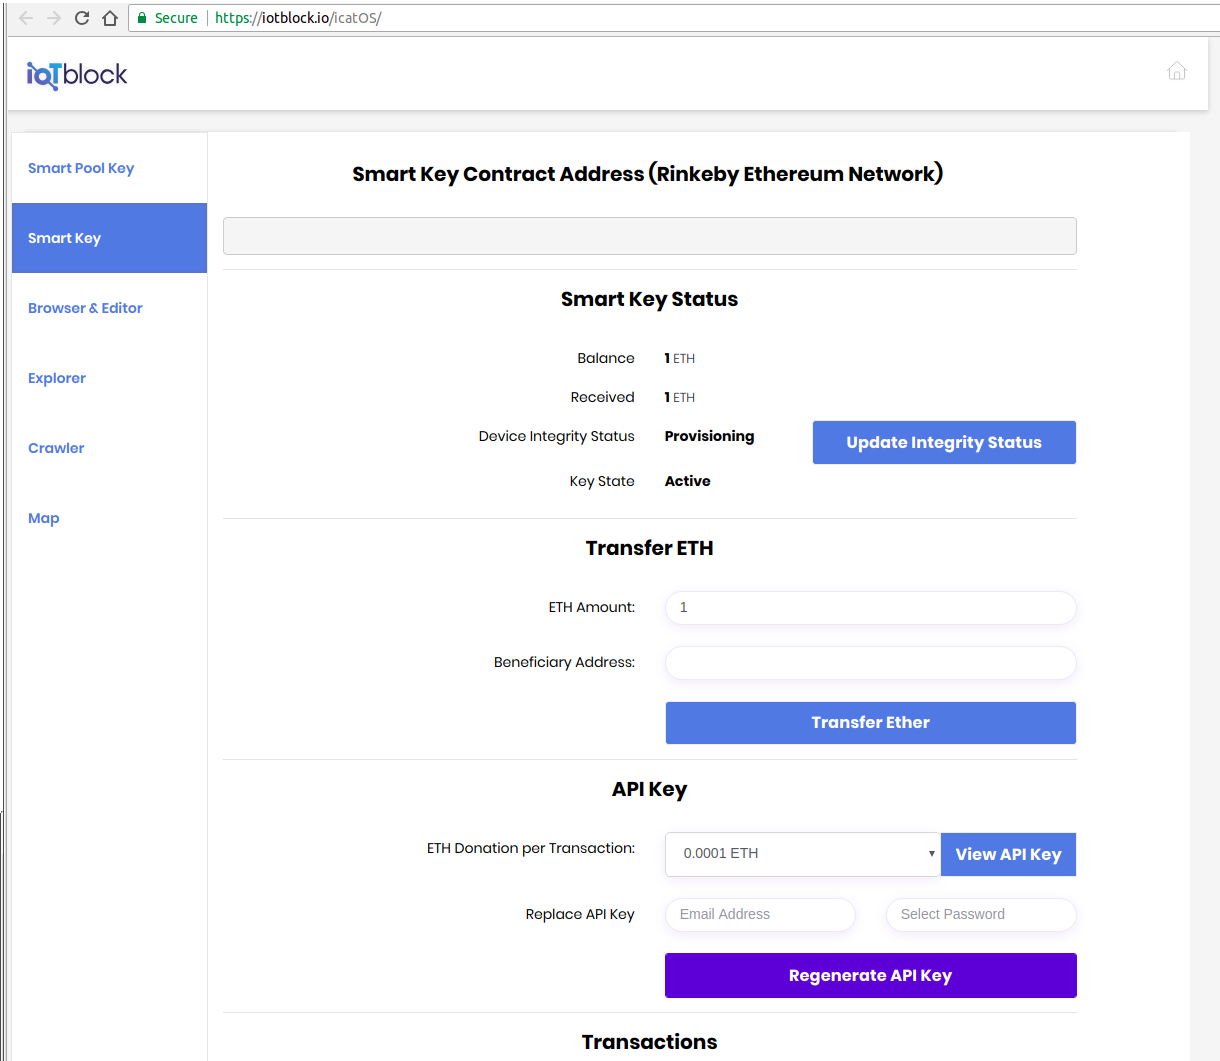 Secure https://iotblock.io/icatOS/
ioTblock
Smart Pool Key
Smart Key
Browser & Editor
Explorer
Crawler
Map
Smart Key Contract Address (Rinkeby Ethereum Network)
Smart Key Status
Balance 1 ETH
Received 1 ETH
Device Integrity Status Provisioning Update Integrity Status
Key State Active
Transfer ETH
ETH Amount: 1
Beneficiary Address:
Transfer Ether
API Key
ETH Donation per Transaction: 0.0001 ETH View API Key
Replace API Key Email Address Select Password
Regenerate API Key
Transactions